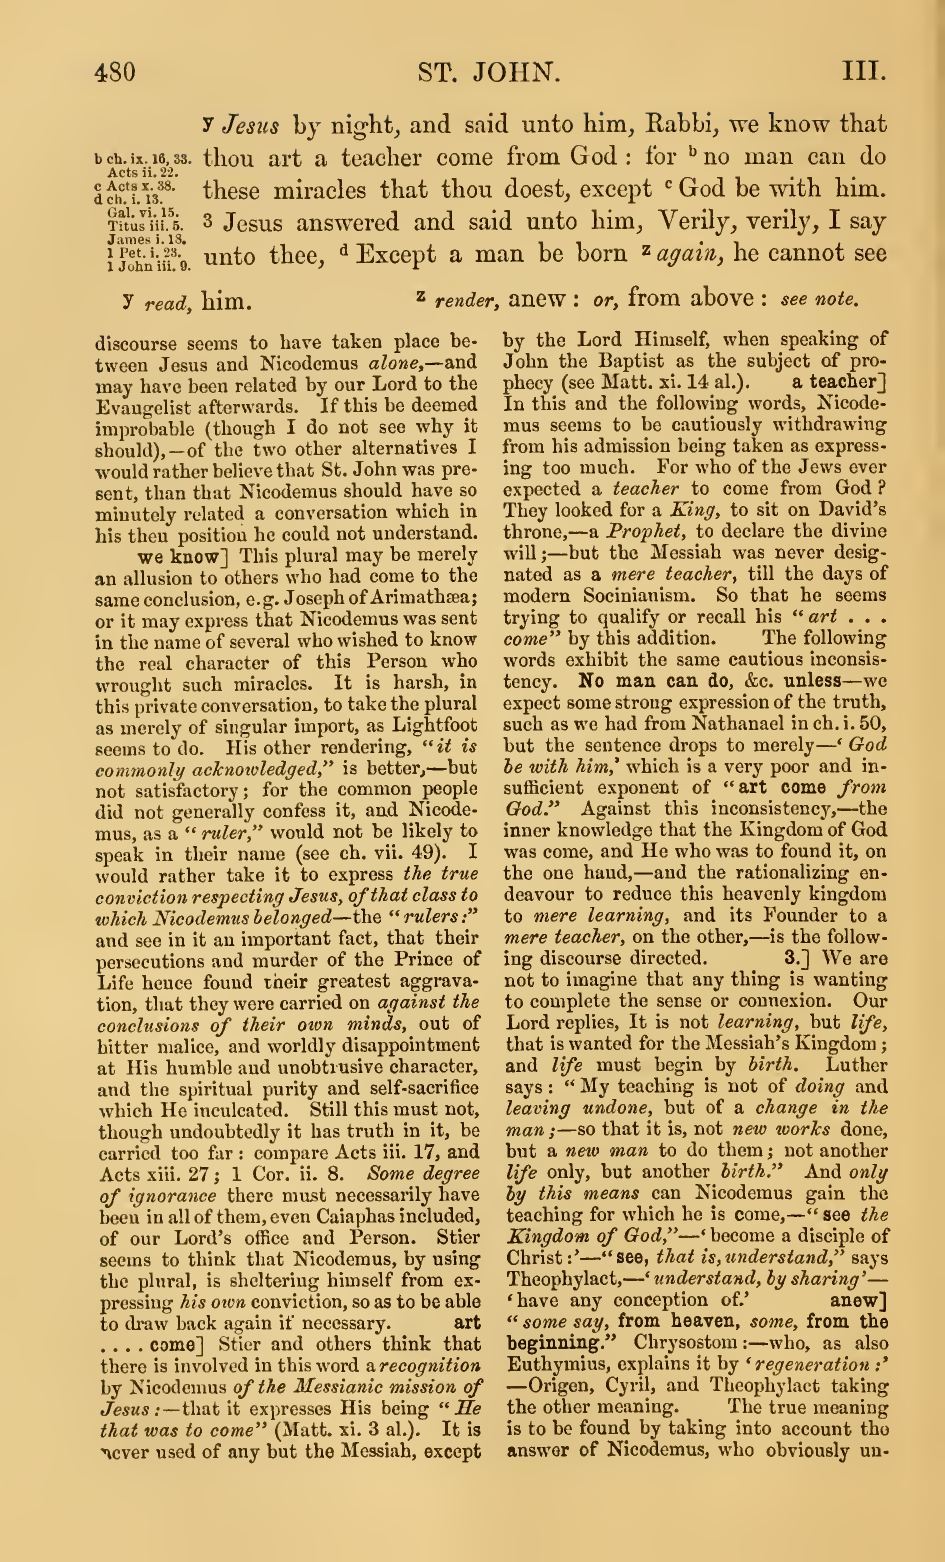 480 ST. JOHN. III.
y Jesus by night, and said unto him, Rabbi, we know that
thou art a teacher come from God : for b no man can do
these miracles that thou doest, except c God be with him.
3 Jesus answered and said unto him, Verily, verily, I say
unto thee, d Except a man be born z again, he cannot see
b ch. ix. 16, 33.
Acts ii. 22.
c Acts x. 38.
d ch. i. 13.
Gal. vi. 15.
Titus iii. 5.
James i. 18.
1 Pet. i. 23.
1 John iii. 9.
y read, him. z render, anew : or, from above : see note.
discourse seems to have taken place be-
tween Jesus and Nicodemus alone,—and
may have been related by our Lord to the
Evangelist afterwards. If this be deemed
improbable (though I do not see why it
should),—of the two other alternatives I
would rather believe that St. John was pre-
sent, than that Nicodemus should have so
minutely related a conversation which in
his then position he could not understand.
we know] This plural may be merely
an allusion to others who had come to the
same conclusion, e.g. Joseph of Arimathæa;
or it may express that Nicodemus was sent
in the name of several who wished to know
the real character of this Person who
wrought such miracles. It is harsh, in
this private conversation, to take the plural
as merely of singular import, as Lightfoot
seems to do. His other rendering, "it is
commonly acknowledged," is better,—but
not satisfactory; for the common people
did not generally confess it, and Nicode-
mus, as a "ruler," would not be likely to
speak in their name (see ch. vii. 49). I
would rather take it to express the true
conviction respecting Jesus, of that class to
which Nicodemus belonged—the "rulers:"
and see in it an important fact, that their
persecutions and murder of the Prince of
Life hence found their greatest aggrava-
tion, that they were carried on against the
conclusions of their own minds, out of
bitter malice, and worldly disappointment
at His humble and unobtrusive character,
and the spiritual purity and self-sacrifice
which He inculcated. Still this must not,
though undoubtedly it has truth in it, be
carried too far : compare Acts iii. 17, and
Acts xiii. 27 ; 1 Cor. ii. 8. Some degree
of ignorance there must necessarily have
been in all of them, even Caiaphas included,
of our Lord's office and Person. Stier
seems to think that Nicodemus, by using
the plural, is sheltering himself from ex-
pressing his own conviction, so as to be able
to draw back again if necessary. art
. . . . come] Stier and others think that
there is involved in this word a recognition
by Nicodemus of the Messianic mission of
Jesus :—that it expresses His being "He
that was to come" (Matt. xi. 3 al.). It is
never used of any but the Messiah, except
by the Lord Himself, when speaking of
John the Baptist as the subject of pro-
phecy (see Matt. xi. 14 al.). a teacher]
In this and the following words, Nicode-
mus seems to be cautiously withdrawing
from his admission being taken as express-
ing too much. For who of the Jews ever
expected a teacher to come from God ?
They looked for a King, to sit on David's
throne,—a Prophet, to declare the divine
will ;—but the Messiah was never desig-
nated as a mere teacher, till the days of
modern Socinianism. So that he seems
trying to qualify or recall his "art . . .
come" by this addition. The following
words exhibit the same cautious inconsis-
tency. No man can do, &c. unless—we
expect some strong expression of the truth,
such as we had from Nathanael in ch. i. 50,
but the sentence drops to merely—'God
be with him,' which is a very poor and in-
sufficient exponent of "art come from
God." Against this inconsistency,—the
inner knowledge that the Kingdom of God
was come, and He who was to found it, on
the one hand,—and the rationalizing en-
deavour to reduce this heavenly kingdom
to mere learning, and its Founder to a
mere teacher, on the other,—is the follow-
ing discourse directed. 3.] We are
not to imagine that any thing is wanting
to complete the sense or connexion. Our
Lord replies, It is not learning, but life,
that is wanted for the Messiah's Kingdom ;
and life must begin by birth. Luther
says : "My teaching is not of doing and
leaving undone, but of a change in the
man ;—so that it is, not new works done,
but a new man to do them ; not another
life only, but another birth." And only
by this means can Nicodemus gain the
teaching for which he is come,—"see the
Kingdom of God,"—'become a disciple of
Christ :'—"see, that is, understand," says
Theophylact,—'understand, by sharing'—
'have any conception of.' anew]
"some say, from heaven, some, from the
beginning." Chrysostom :—who, as also
Euthymius, explains it by 'regeneration :'
—Origen, Cyril, and Theophylact taking
the other meaning. The true meaning
is to be found by taking into account the
answer of Nicodemus, who obviously un-